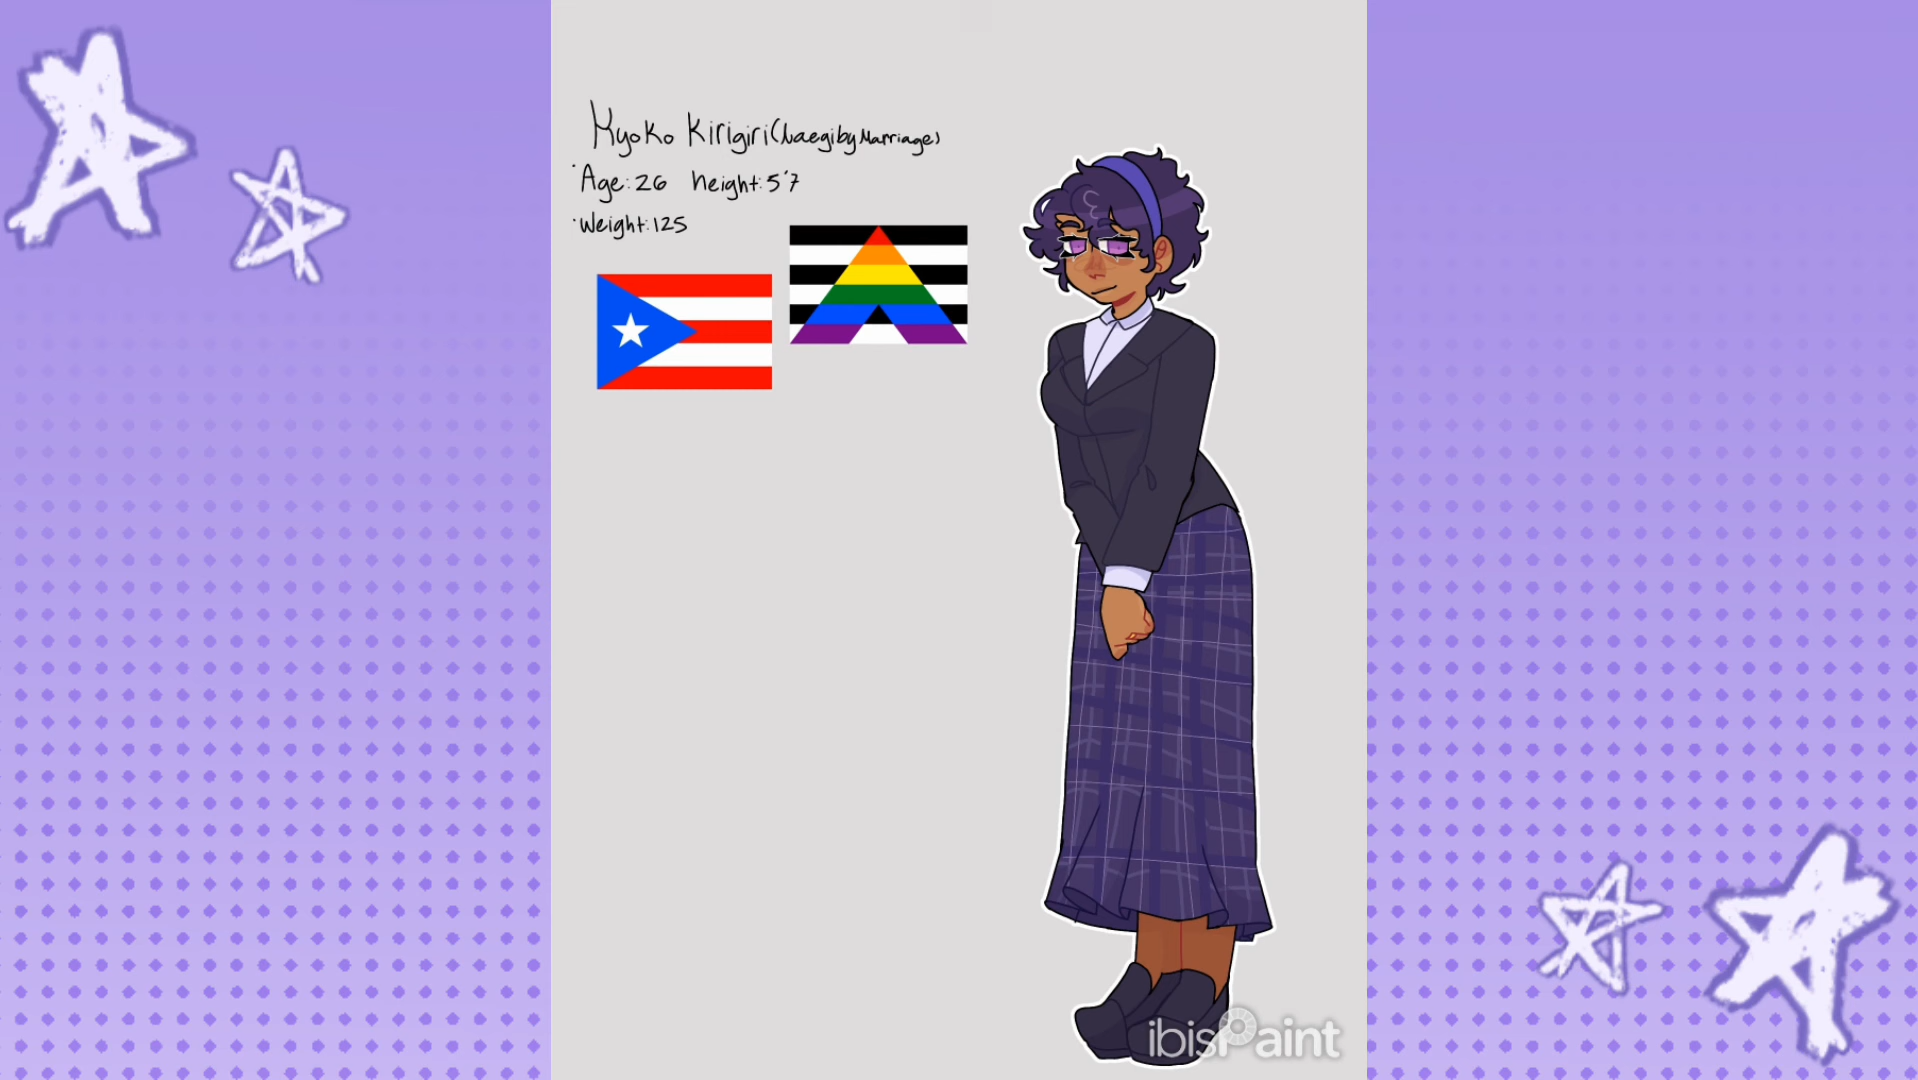 Kyoko Kirigiri (Naegi by Marriage)
· Age: 26 height: 5'7
· Weight: 125
ibisPaint